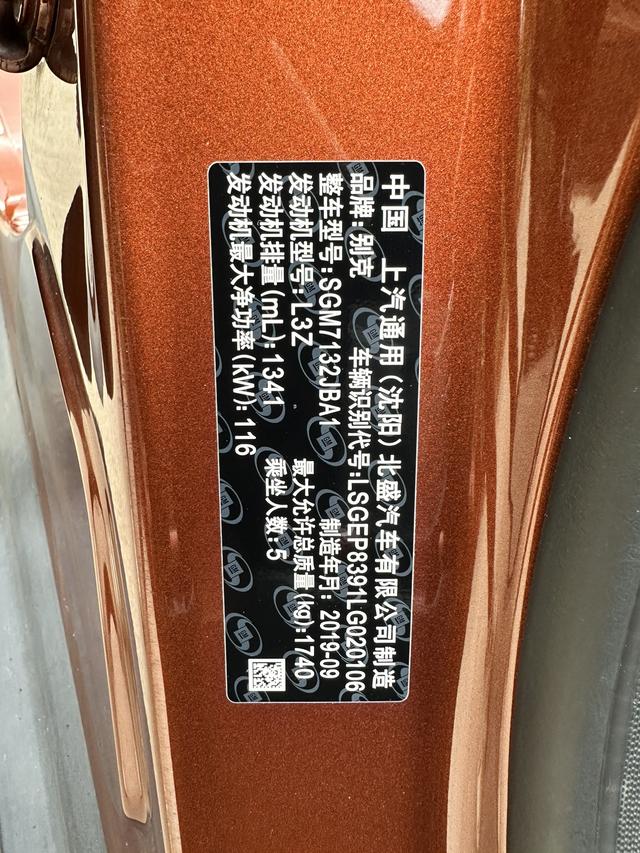 中国 上汽通用(沈阳)北盛汽车有限公司制造
品牌:别克 车辆识别代号:LSGEP8391LG020106
整车型号:SGM7132JBA1 制造年月: 2019-09
发动机型号:L3Z 最大允许总质量(kg):1740
发动机排量(mL):1341 乘坐人数:5
发动机最大净功率(kW): 116